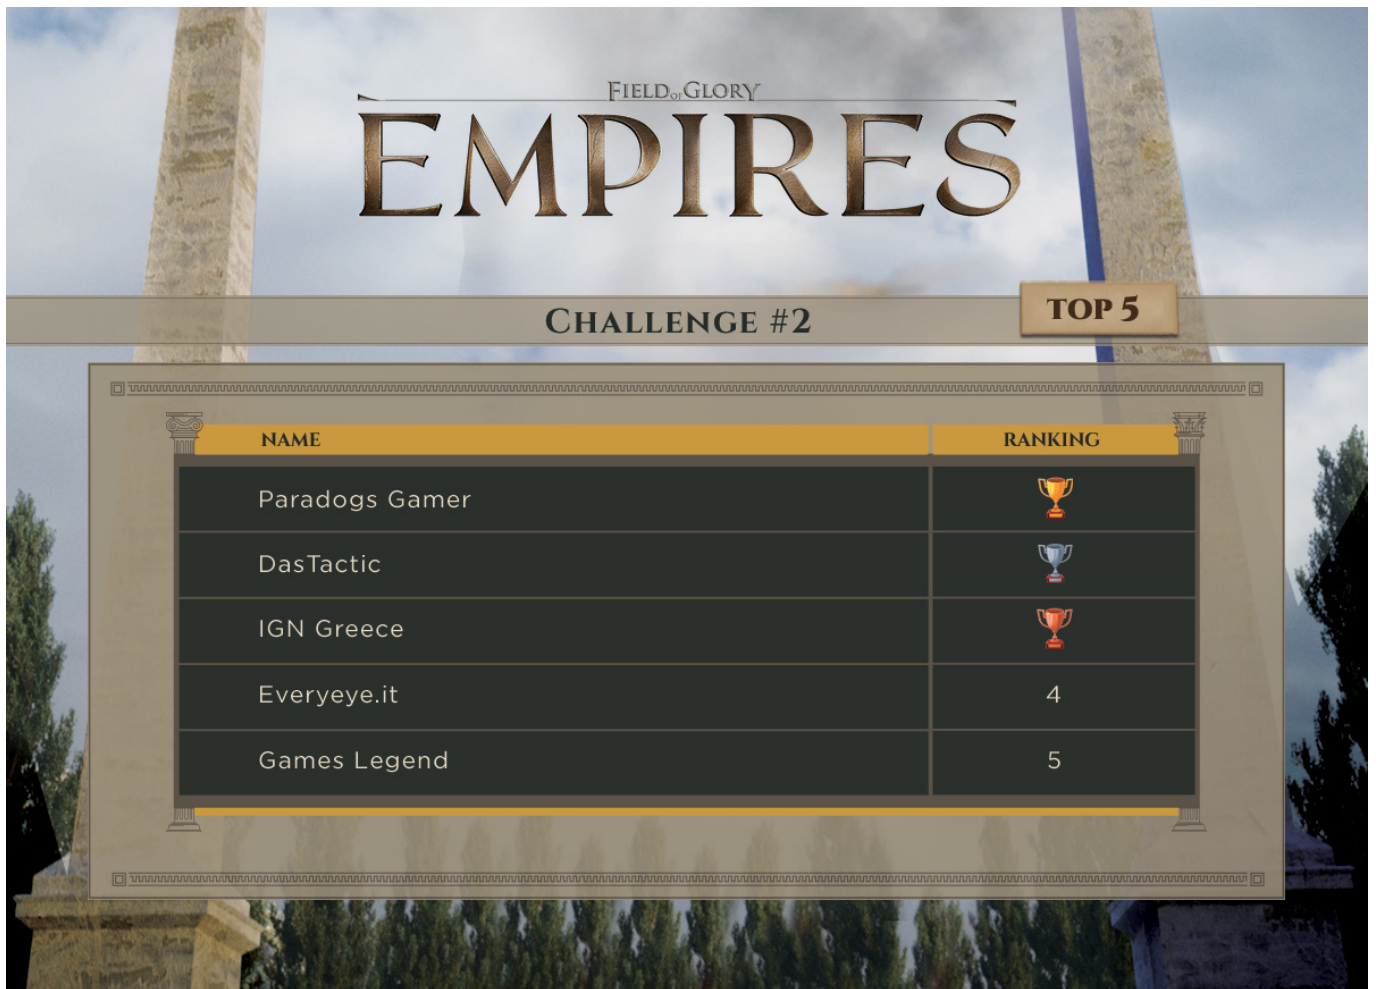 FIELD OF GLORY
EMPIRES
CHALLENGE #2
TOP 5
NAME RANKING
Paradogs Gamer
DasTactic
IGN Greece
Everyeye.it 4
Games Legend 5